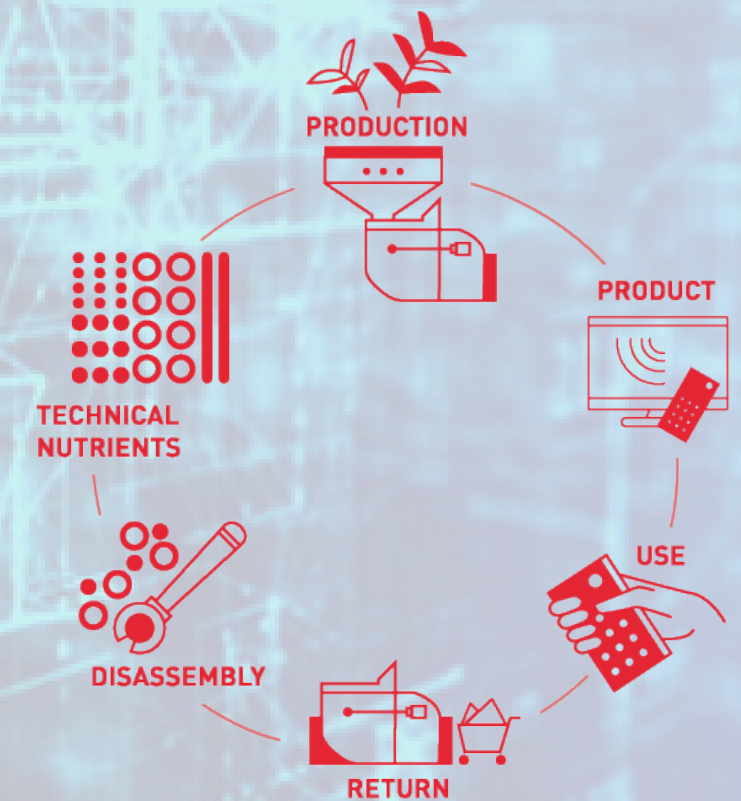 PRODUCTION
PRODUCT
USE
RETURN
DISASSEMBLY
TECHNICAL
NUTRIENTS